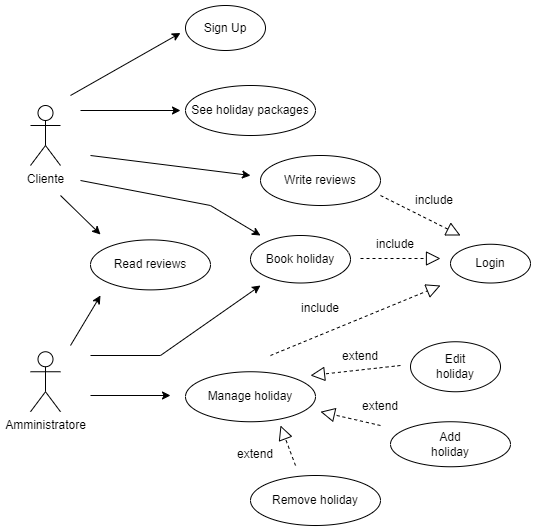 Sign Up
See holiday packages
Cliente
Write reviews
include
include
Read reviews
Book holiday
Login
include
extend
Edit
holiday
Manage holiday
extend
Amministratore
Add
holiday
extend
Remove holiday